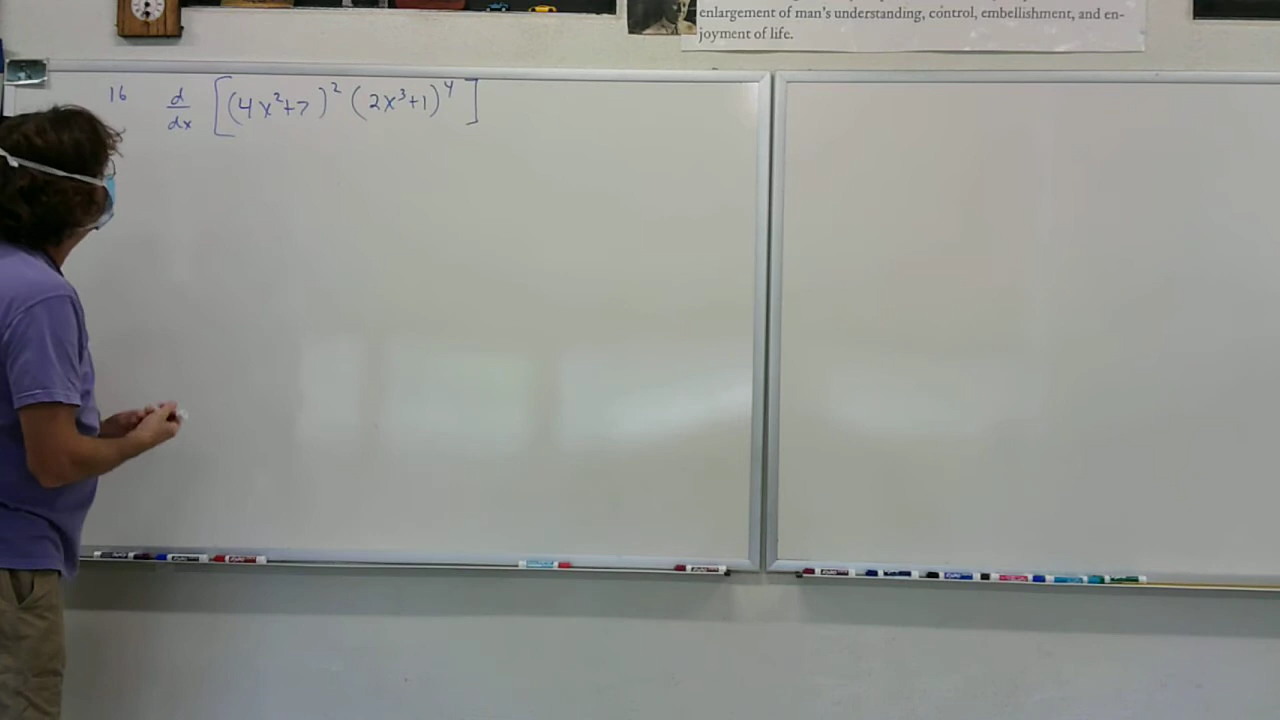 enlargement of man's understanding, control, embellishment, and en-
joyment of life.
16 d/dx [(4x²+7)² (2x³+1)⁴]